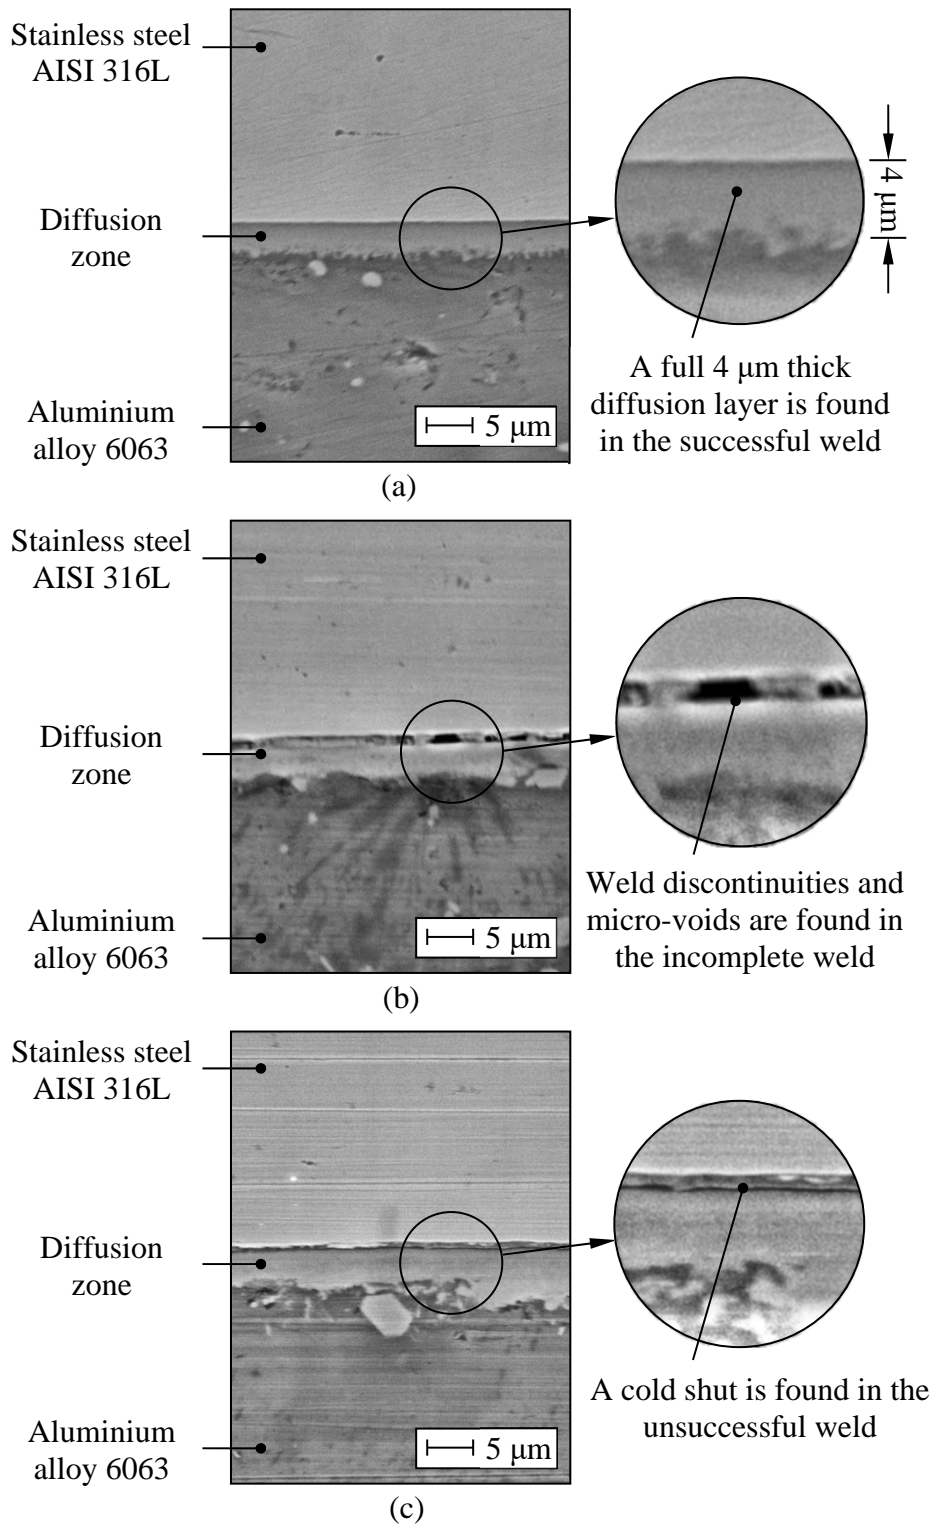 Stainless steel
AISI 316L
Diffusion
zone
Aluminium
alloy 6063
5 μm
4 μm
A full 4 μm thick
diffusion layer is found
in the successful weld
(a)
Stainless steel
AISI 316L
Diffusion
zone
Aluminium
alloy 6063
5 μm
Weld discontinuities and
micro-voids are found in
the incomplete weld
(b)
Stainless steel
AISI 316L
Diffusion
zone
Aluminium
alloy 6063
5 μm
A cold shut is found in the
unsuccessful weld
(c)